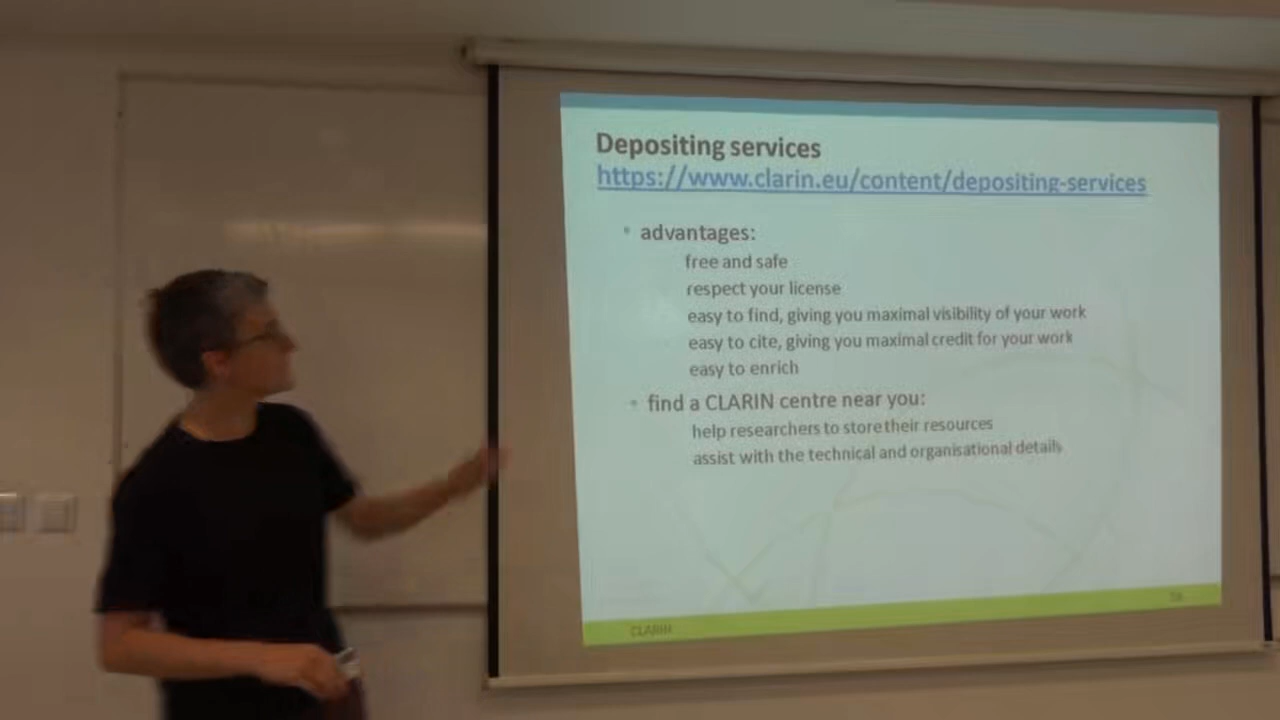 Depositing services
https://www.clarin.eu/content/depositing-services
• advantages:
free and safe
respect your license
easy to find, giving you maximal visibility of your work
easy to cite, giving you maximal credit for your work
easy to enrich
• find a CLARIN centre near you:
help researchers to store their resources
assist with the technical and organisational details
CLARIN